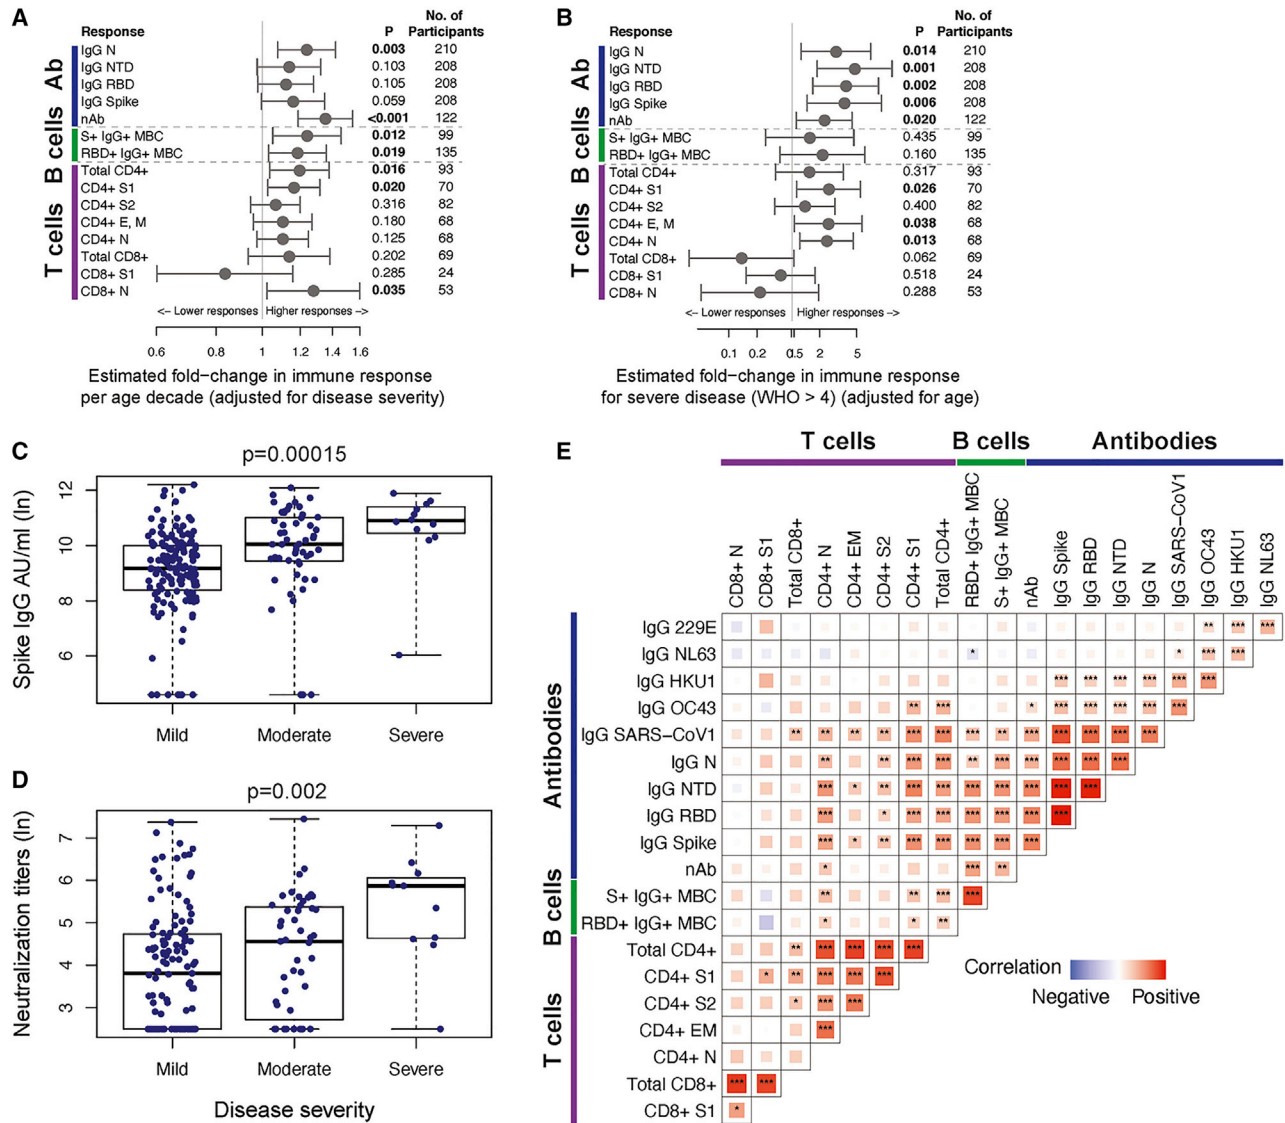 A
Response
P
No. of
Participants
IgG N 0.003 210
IgG NTD 0.103 208
IgG RBD 0.105 208
IgG Spike 0.059 208
nAb <0.001 122
S+ IgG+ MBC 0.012 99
RBD+ IgG+ MBC 0.019 135
Total CD4+ 0.016 93
CD4+ S1 0.020 70
CD4+ S2 0.316 82
CD4+ E, M 0.180 68
CD4+ N 0.125 68
Total CD8+ 0.202 69
CD8+ S1 0.285 24
CD8+ N 0.035 53
Ab
B cells
T cells
<- Lower responses Higher responses ->
0.6 0.8 1 1.2 1.4 1.6
Estimated fold-change in immune response
per age decade (adjusted for disease severity)
B
Response
P
No. of
Participants
IgG N 0.014 210
IgG NTD 0.001 208
IgG RBD 0.002 208
IgG Spike 0.006 208
nAb 0.020 122
S+ IgG+ MBC 0.435 99
RBD+ IgG+ MBC 0.160 135
Total CD4+ 0.317 93
CD4+ S1 0.026 70
CD4+ S2 0.400 82
CD4+ E, M 0.038 68
CD4+ N 0.013 68
Total CD8+ 0.062 69
CD8+ S1 0.518 24
CD8+ N 0.288 53
Ab
B cells
T cells
<- Lower responses Higher responses ->
0.1 0.2 2 5
Estimated fold-change in immune response
for severe disease (WHO > 4) (adjusted for age)
C
p=0.00015
Spike IgG AU/ml (ln)
12
10
8
6
Mild Moderate Severe
D
p=0.002
Neutralization titers (ln)
7
6
5
4
3
Mild Moderate Severe
Disease severity
E
T cells B cells Antibodies
CD8+ N
CD8+ S1
Total CD8+
CD4+ N
CD4+ EM
CD4+ S2
CD4+ S1
Total CD4+
RBD+ IgG+ MBC
S+ IgG+ MBC
nAb
IgG Spike
IgG RBD
IgG NTD
IgG N
IgG SARS-CoV1
IgG OC43
IgG HKU1
IgG NL63
Antibodies
B cells
T cells
IgG 229E ** *** ***
IgG NL63 * * *** ***
IgG HKU1 *** *** *** *** *** ***
IgG OC43 ** *** * *** *** *** *** ***
IgG SARS-CoV1 ** ** ** ** *** *** *** ** *** *** *** *** ***
IgG N ** ** *** *** ** *** *** *** *** ***
IgG NTD *** * ** *** *** *** *** *** *** ***
IgG RBD *** * *** *** *** *** *** ***
IgG Spike *** * ** *** *** *** *** ***
nAb * *** **
S+ IgG+ MBC ** ** *** ***
RBD+ IgG+ MBC * * **
Total CD4+ ** *** *** *** ***
CD4+ S1 * ** *** *** ***
CD4+ S2 * *** ***
CD4+ EM ***
CD4+ N
Total CD8+ *** ***
CD8+ S1 *
Correlation
Negative Positive